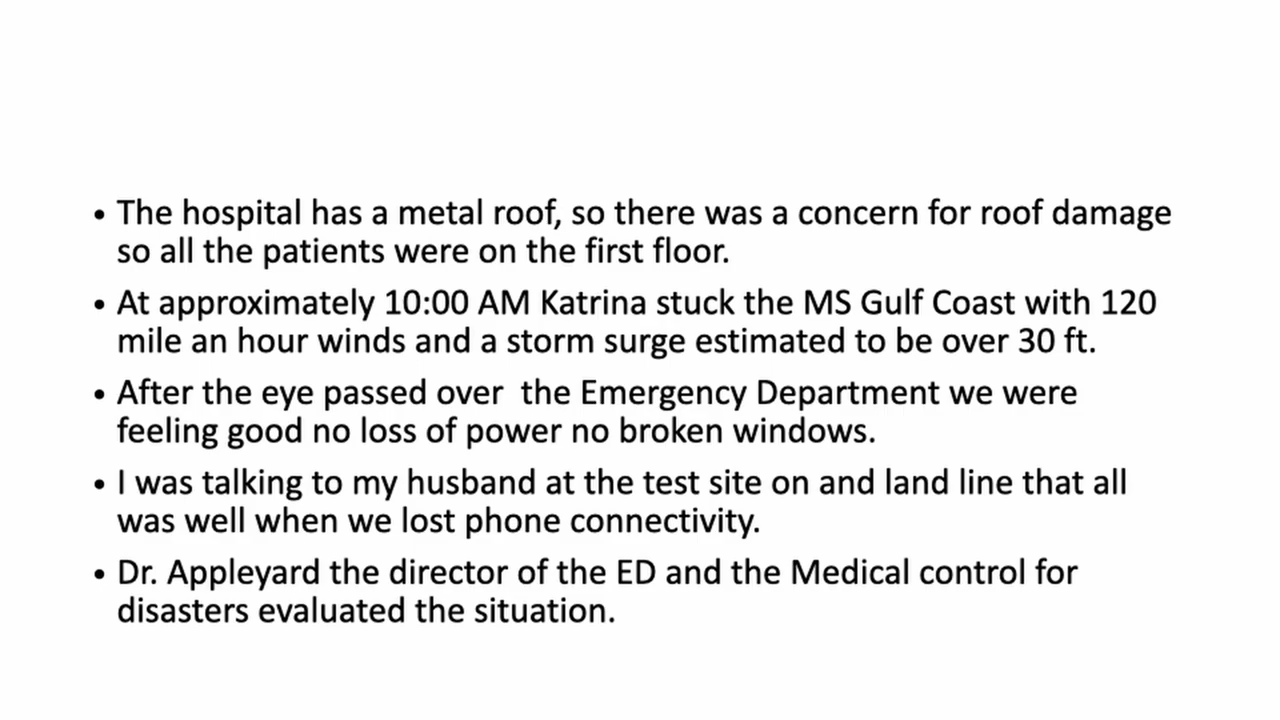 • The hospital has a metal roof, so there was a concern for roof damage
so all the patients were on the first floor.
• At approximately 10:00 AM Katrina stuck the MS Gulf Coast with 120
mile an hour winds and a storm surge estimated to be over 30 ft.
• After the eye passed over  the Emergency Department we were
feeling good no loss of power no broken windows.
• I was talking to my husband at the test site on and land line that all
was well when we lost phone connectivity.
• Dr. Appleyard the director of the ED and the Medical control for
disasters evaluated the situation.